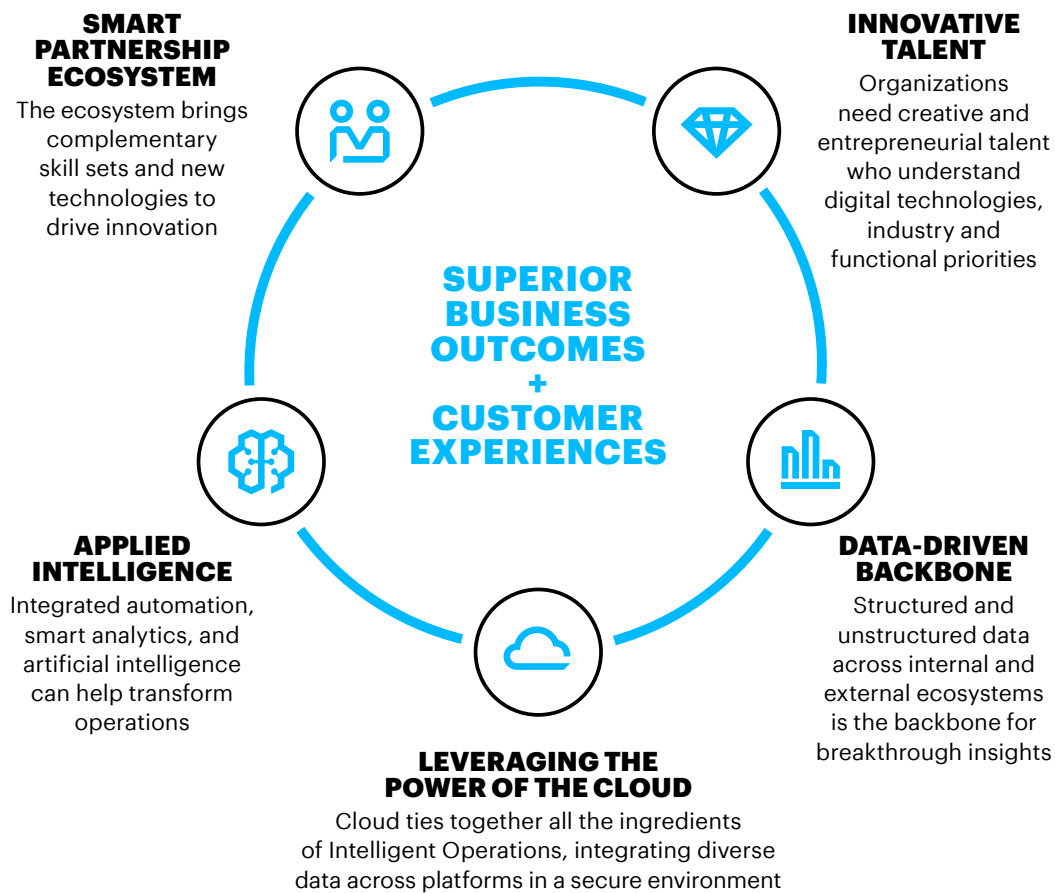 SMART
PARTNERSHIP
ECOSYSTEM
The ecosystem brings
complementary
skill sets and new
technologies to
drive innovation
INNOVATIVE
TALENT
Organizations
need creative and
entrepreneurial talent
who understand
digital technologies,
industry and
functional priorities
SUPERIOR
BUSINESS
OUTCOMES
+
CUSTOMER
EXPERIENCES
APPLIED
INTELLIGENCE
Integrated automation,
smart analytics, and
artificial intelligence
can help transform
operations
DATA-DRIVEN
BACKBONE
Structured and
unstructured data
across internal and
external ecosystems
is the backbone for
breakthrough insights
LEVERAGING THE
POWER OF THE CLOUD
Cloud ties together all the ingredients
of Intelligent Operations, integrating diverse
data across platforms in a secure environment